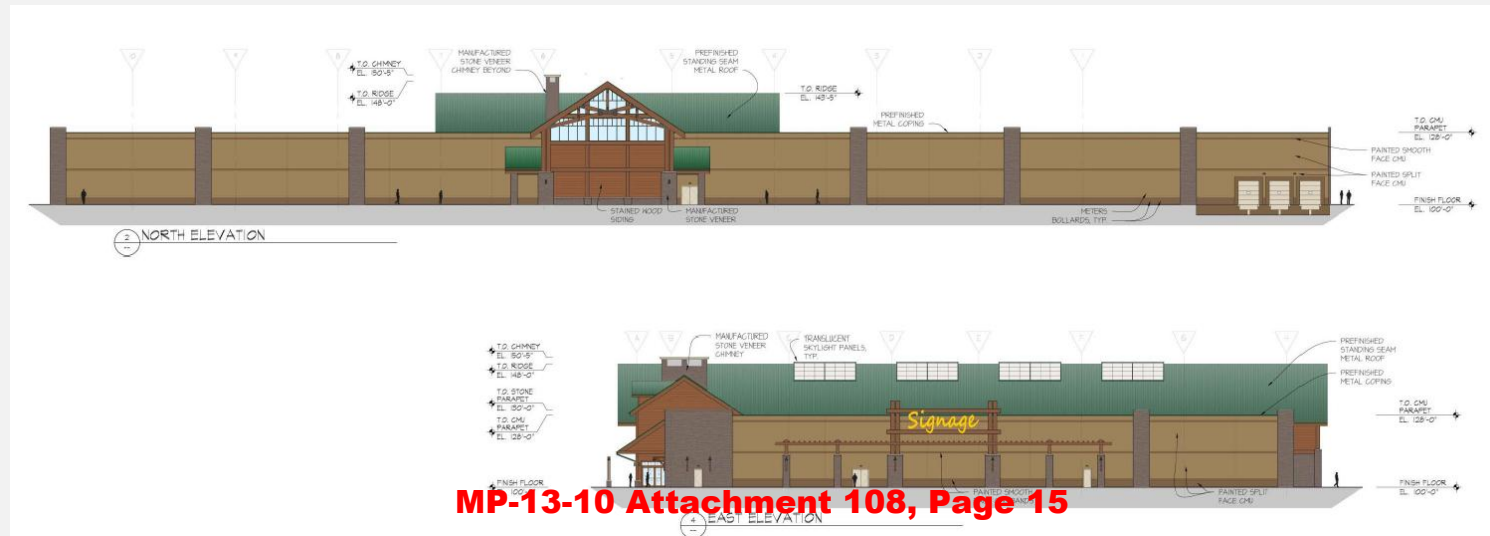 T.O. CHIMNEY
EL. 150'-5"
T.O. RIDGE
EL. 148'-0"
MANUFACTURED
STONE VENEER
CHIMNEY BEYOND
PREFINISHED
STANDING SEAM
METAL ROOF
T.O. RIDGE
PREFINISHED
METAL COPING
T.O. CMU
PARAPET
EL. 128'-0"
PAINTED SMOOTH
FACE CMU
PAINTED SPLIT
FACE CMU
FINISH FLOOR
EL. 100'-0"
STAINED WOOD
SIDING
MANUFACTURED
STONE VENEER
METERS
BOLLARDS, TYP.
2
NORTH ELEVATION
T.O. CHIMNEY
EL. 150'-5"
T.O. RIDGE
EL. 148'-0"
T.O. STONE
PARAPET
EL. 130'-0"
T.O. CMU
PARAPET
EL. 128'-0"
FINISH FLOOR
MANUFACTURED
STONE VENEER
CHIMNEY
TRANSLUCENT
SKYLIGHT PANELS,
TYP.
PREFINISHED
STANDING SEAM
METAL ROOF
PREFINISHED
METAL COPING
T.O. CMU
PARAPET
EL. 128'-0"
Signage
PAINTED SMOOTH
PAINTED SPLIT
FACE CMU
FINISH FLOOR
EL. 100'-0"
MP-13-10 Attachment 108, Page 15
4
EAST ELEVATION